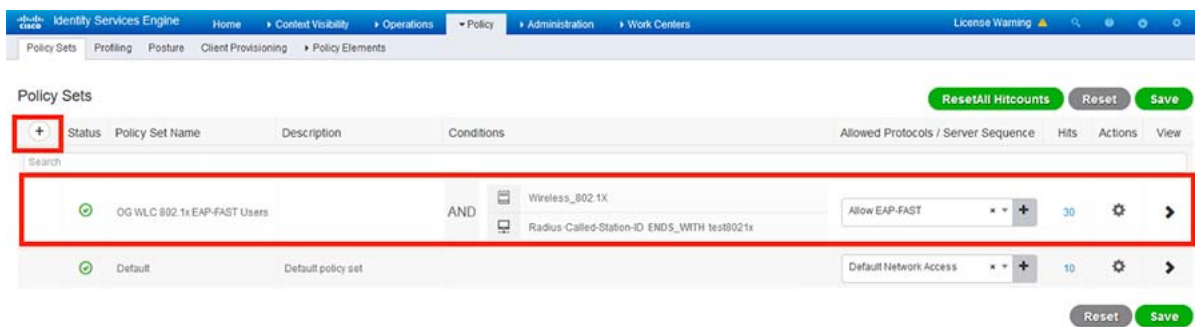 cisco Identity Services Engine Home Context Visibility Operations Policy Administration Work Centers License Warning
Policy Sets Profiling Posture Client Provisioning Policy Elements
Policy Sets
ResetAll Hitcounts Reset Save
+ Status Policy Set Name Description Conditions Allowed Protocols / Server Sequence Hits Actions View
Search
OG WLC 802.1x EAP-FAST Users AND Wireless_802.1X Allow EAP-FAST × + 30
Radius·Called-Station-ID ENDS_WITH test8021x
Default Default policy set Default Network Access × + 10
Reset Save